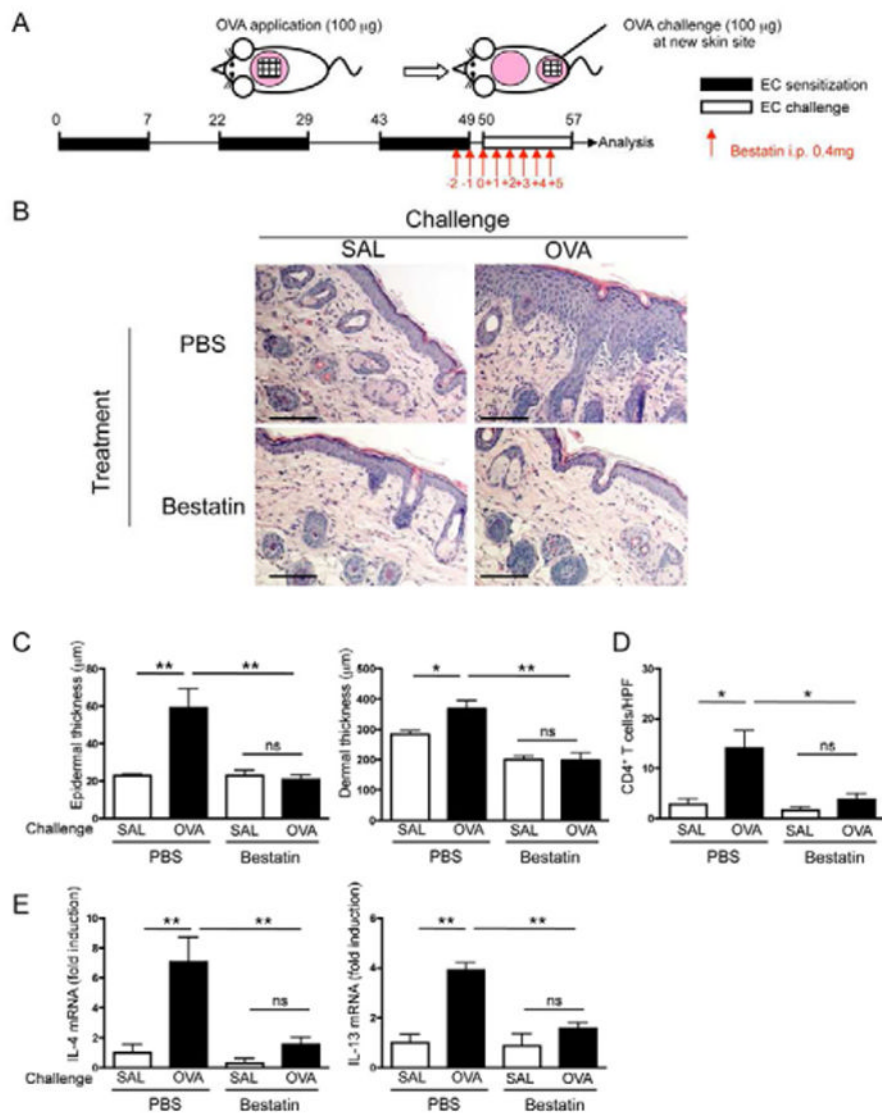 A
OVA application (100 μg)
OVA challenge (100 μg)
at new skin site
EC sensitization
EC challenge
Bestatin i.p. 0.4mg
0 7 22 29 43 49 50 57
Analysis
-2 -1 0 +1 +2 +3 +4 +5
B
Challenge
SAL OVA
Treatment
PBS
Bestatin
C
Epidermal thickness (μm)
80
60
40
20
0
** **
ns
Challenge SAL OVA SAL OVA
PBS Bestatin
Dermal thickness (μm)
500
400
300
200
100
0
* **
ns
SAL OVA SAL OVA
PBS Bestatin
D
CD4⁺ T cells/HPF
30
20
10
0
* *
ns
SAL OVA SAL OVA
PBS Bestatin
E
IL-4 mRNA (fold induction)
10
8
6
4
2
0
** **
ns
Challenge SAL OVA SAL OVA
PBS Bestatin
IL-13 mRNA (fold induction)
6
4
2
0
** **
ns
SAL OVA SAL OVA
PBS Bestatin